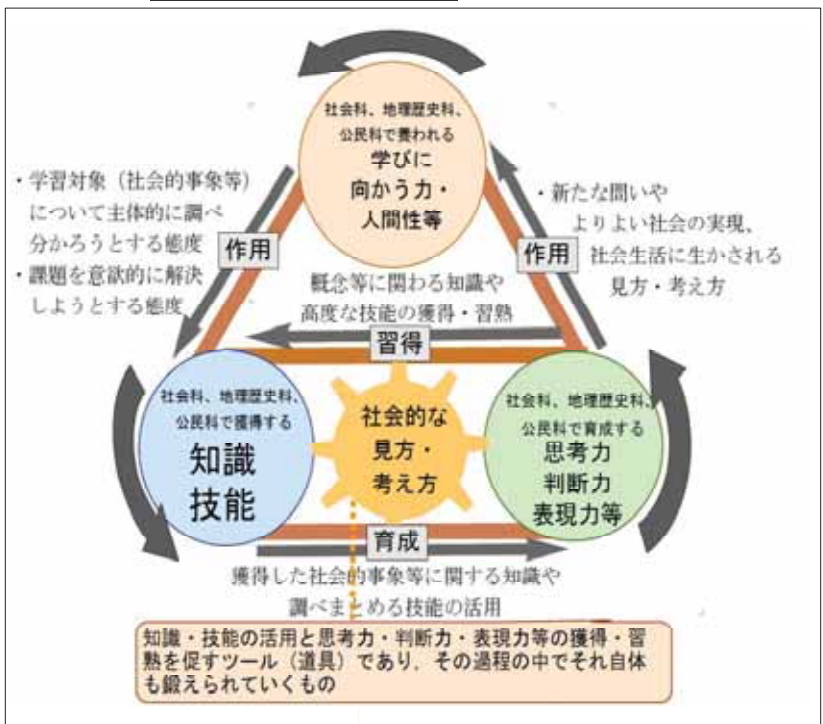 社会科、地理歴史科、
公民科で養われる
学びに
向かう力・
人間性等
・学習対象（社会的事象等）
について主体的に調べ
分かろうとする態度
・課題を意欲的に解決
しようとする態度
作用
・新たな問いや
よりよい社会の実現、
社会生活に生かされる
見方・考え方
作用
概念等に関わる知識や
高度な技能の獲得・習熟
習得
社会科、地理歴史科、
公民科で獲得する
知識
技能
社会的な
見方・
考え方
社会科、地理歴史科、
公民科で育成する
思考力
判断力
表現力等
育成
獲得した社会的事象等に関する知識や
調べまとめる技能の活用
知識・技能の活用と思考力・判断力・表現力等の獲得・習
熟を促すツール（道具）であり，その過程の中でそれ自体
も鍛えられていくもの